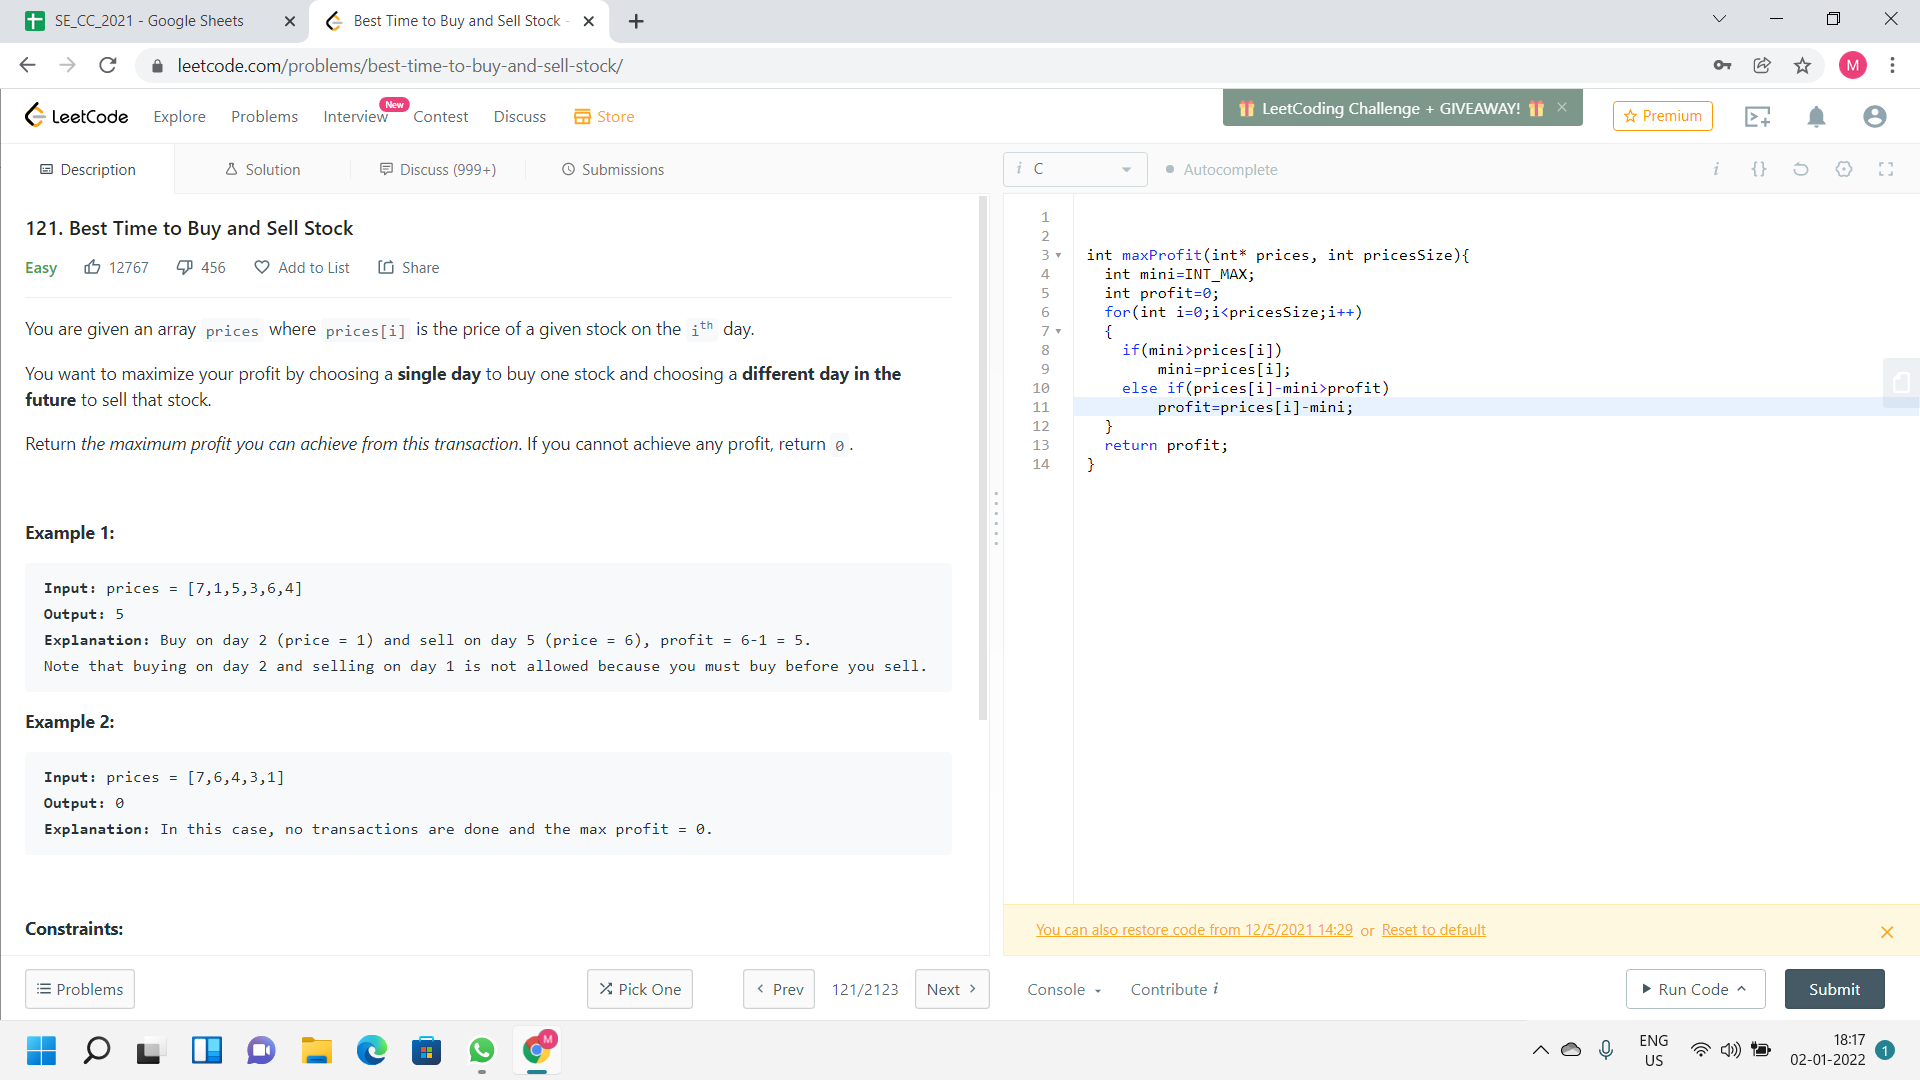 SE_CC_2021 - Google Sheets
Best Time to Buy and Sell Stock -
leetcode.com/problems/best-time-to-buy-and-sell-stock/
M
LeetCode
Explore
Problems
Interview
New
Contest
Discuss
Store
LeetCoding Challenge + GIVEAWAY!
Premium
Description
Solution
Discuss (999+)
Submissions
i C
Autocomplete
i {}
121. Best Time to Buy and Sell Stock
Easy 12767 456 Add to List Share
You are given an array prices where prices[i] is the price of a given stock on the ith day.
You want to maximize your profit by choosing a single day to buy one stock and choosing a different day in the
future to sell that stock.
Return the maximum profit you can achieve from this transaction. If you cannot achieve any profit, return 0 .
Example 1:
Input: prices = [7,1,5,3,6,4]
Output: 5
Explanation: Buy on day 2 (price = 1) and sell on day 5 (price = 6), profit = 6-1 = 5.
Note that buying on day 2 and selling on day 1 is not allowed because you must buy before you sell.
Example 2:
Input: prices = [7,6,4,3,1]
Output: 0
Explanation: In this case, no transactions are done and the max profit = 0.
Constraints:
1
2
3 int maxProfit(int* prices, int pricesSize){
4 int mini=INT_MAX;
5 int profit=0;
6 for(int i=0;i<pricesSize;i++)
7 {
8 if(mini>prices[i])
9 mini=prices[i];
10 else if(prices[i]-mini>profit)
11 profit=prices[i]-mini;
12 }
13 return profit;
14 }
You can also restore code from 12/5/2021 14:29 or Reset to default
Problems
Pick One
Prev
121/2123
Next
Console
Contribute i
Run Code
Submit
M
ENG
US
18:17
02-01-2022
1